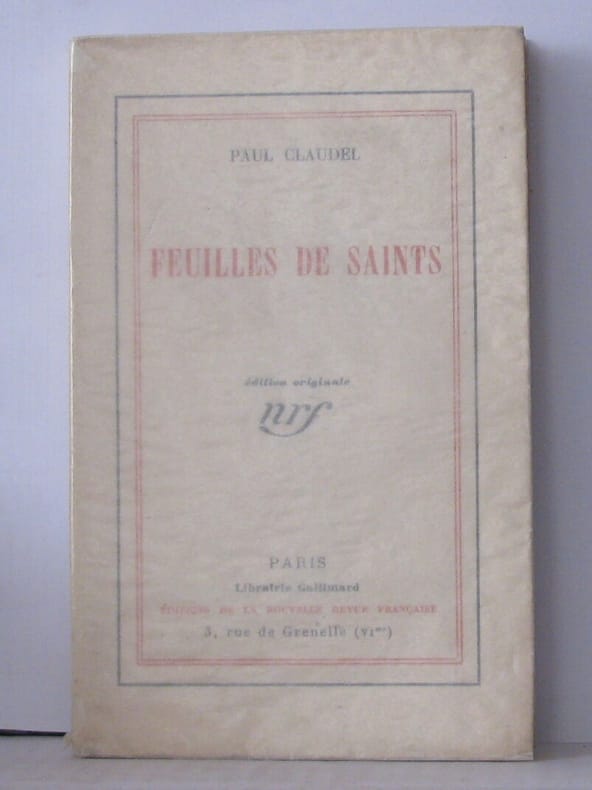 PAUL CLAUDEL
FEUILLES DE SAINTS
édition originale
nrf
PARIS
Librairie Gallimard
ÉDITIONS DE LA NOUVELLE REVUE FRANÇAISE
3, rue de Grenelle (VIme)